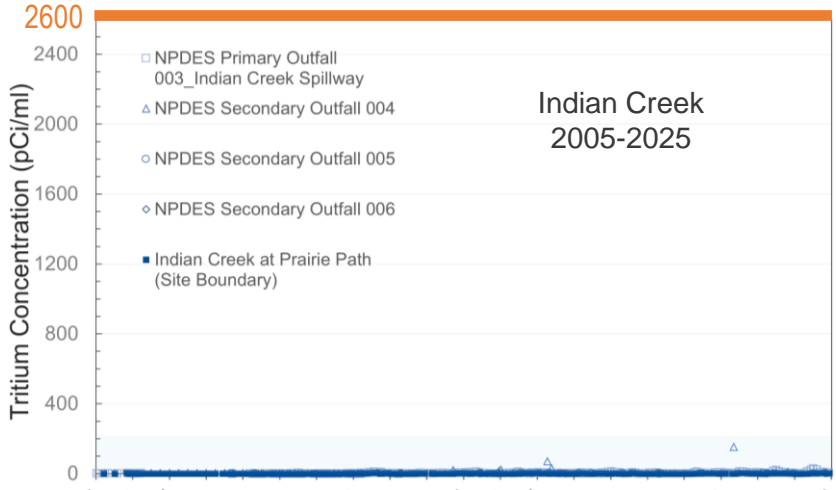 2600
2400
2000
1600
1200
800
400
0
Tritium Concentration (pCi/ml)
NPDES Primary Outfall
003_Indian Creek Spillway
NPDES Secondary Outfall 004
NPDES Secondary Outfall 005
NPDES Secondary Outfall 006
Indian Creek at Prairie Path
(Site Boundary)
Indian Creek
2005-2025